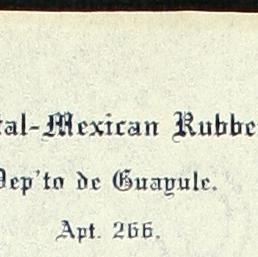 tal-Mexican Rubbe
Dep'to de Guayule.
Apt. 266.